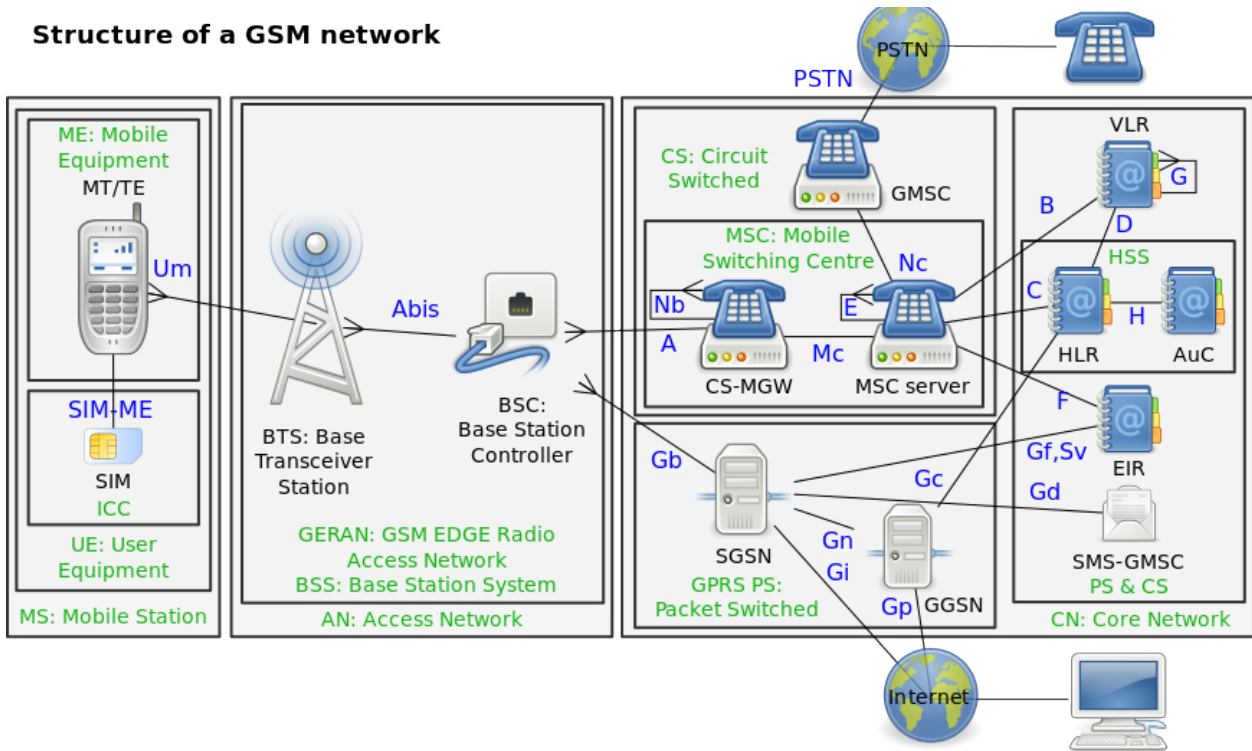 Structure of a GSM network
PSTN
PSTN
ME: Mobile
Equipment
MT/TE
Um
SIM-ME
SIM
ICC
UE: User
Equipment
MS: Mobile Station
Abis
BTS: Base
Transceiver
Station
BSC:
Base Station
Controller
GERAN: GSM EDGE Radio
Access Network
BSS: Base Station System
AN: Access Network
CS: Circuit
Switched
GMSC
MSC: Mobile
Switching Centre
Nc
Nb
E
A
Mc
CS-MGW
MSC server
VLR
G
B
D
HSS
C
H
HLR
AuC
F
Gf,Sv
EIR
Gb
Gc
Gd
SGSN
Gn
Gi
GPRS PS:
Packet Switched
Gp
GGSN
SMS-GMSC
PS & CS
CN: Core Network
Internet